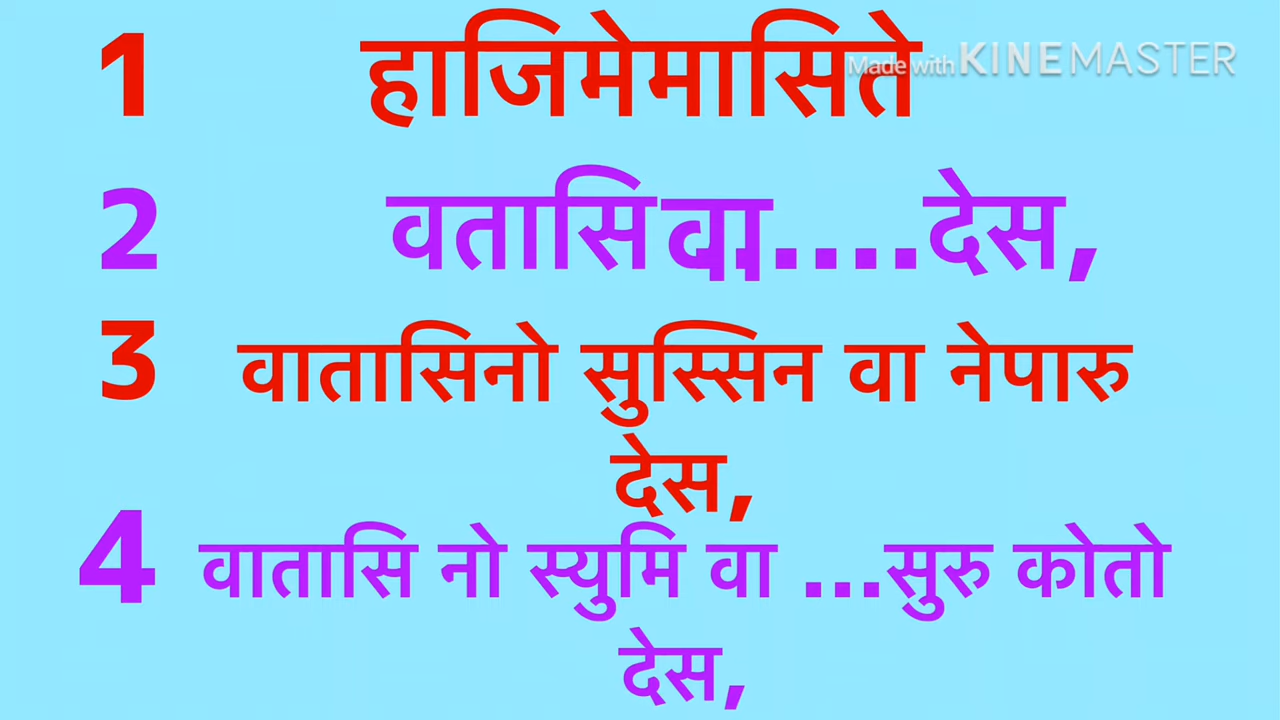 1 हाजिमेमासिते
Made with KINEMASTER
2 वतासि वा.....देस,
3 वातासिनो सुस्सिन वा नेपारु
देस,
4 वातासि नो स्युमि वा ...सुरु कोतो
देस,